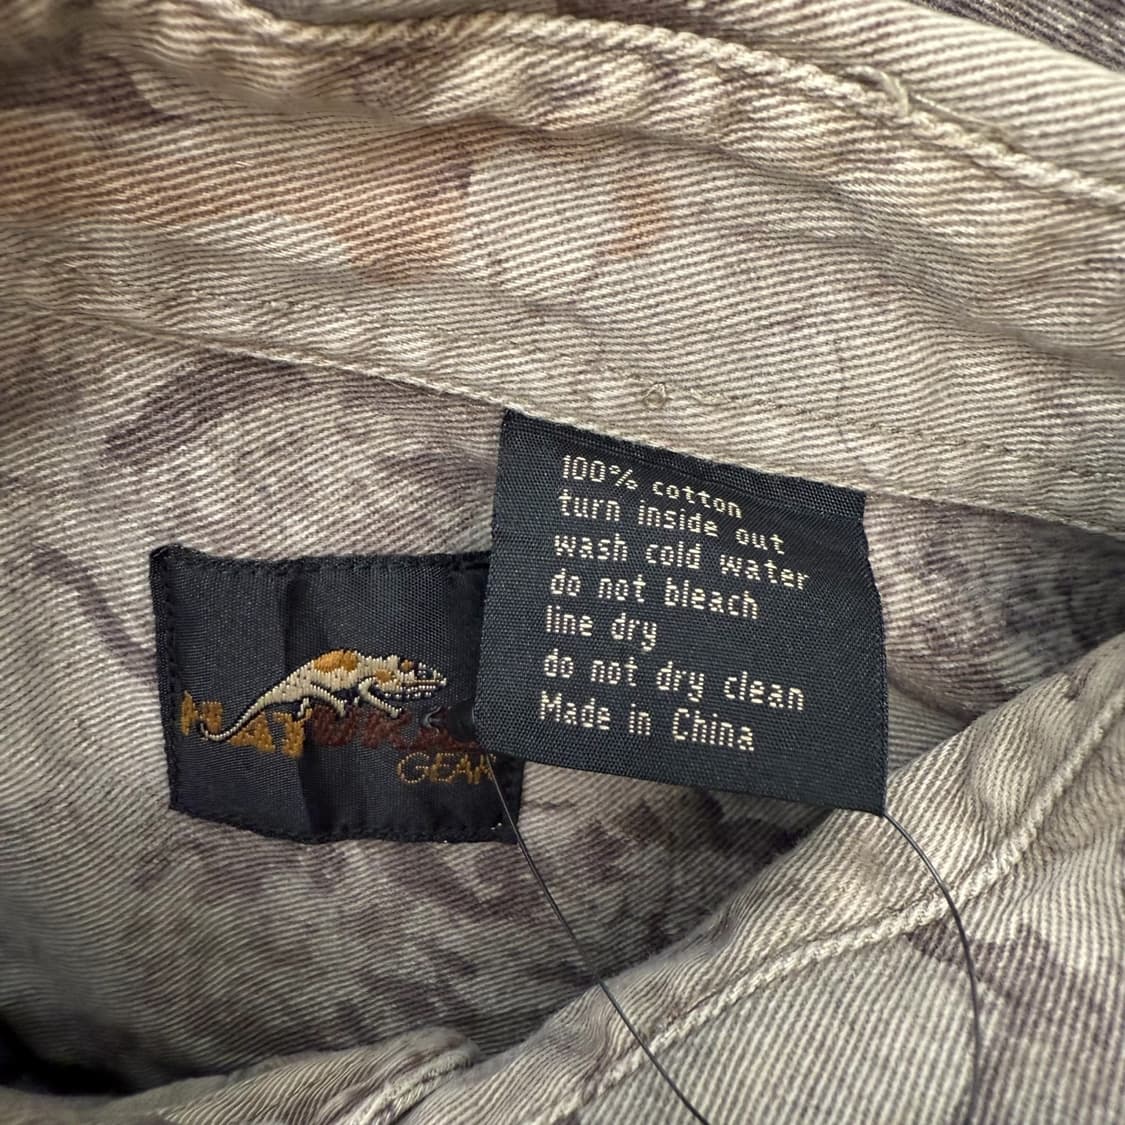 GEAR
100% cotton
turn inside out
wash cold water
do not bleach
line dry
do not dry clean
Made in China